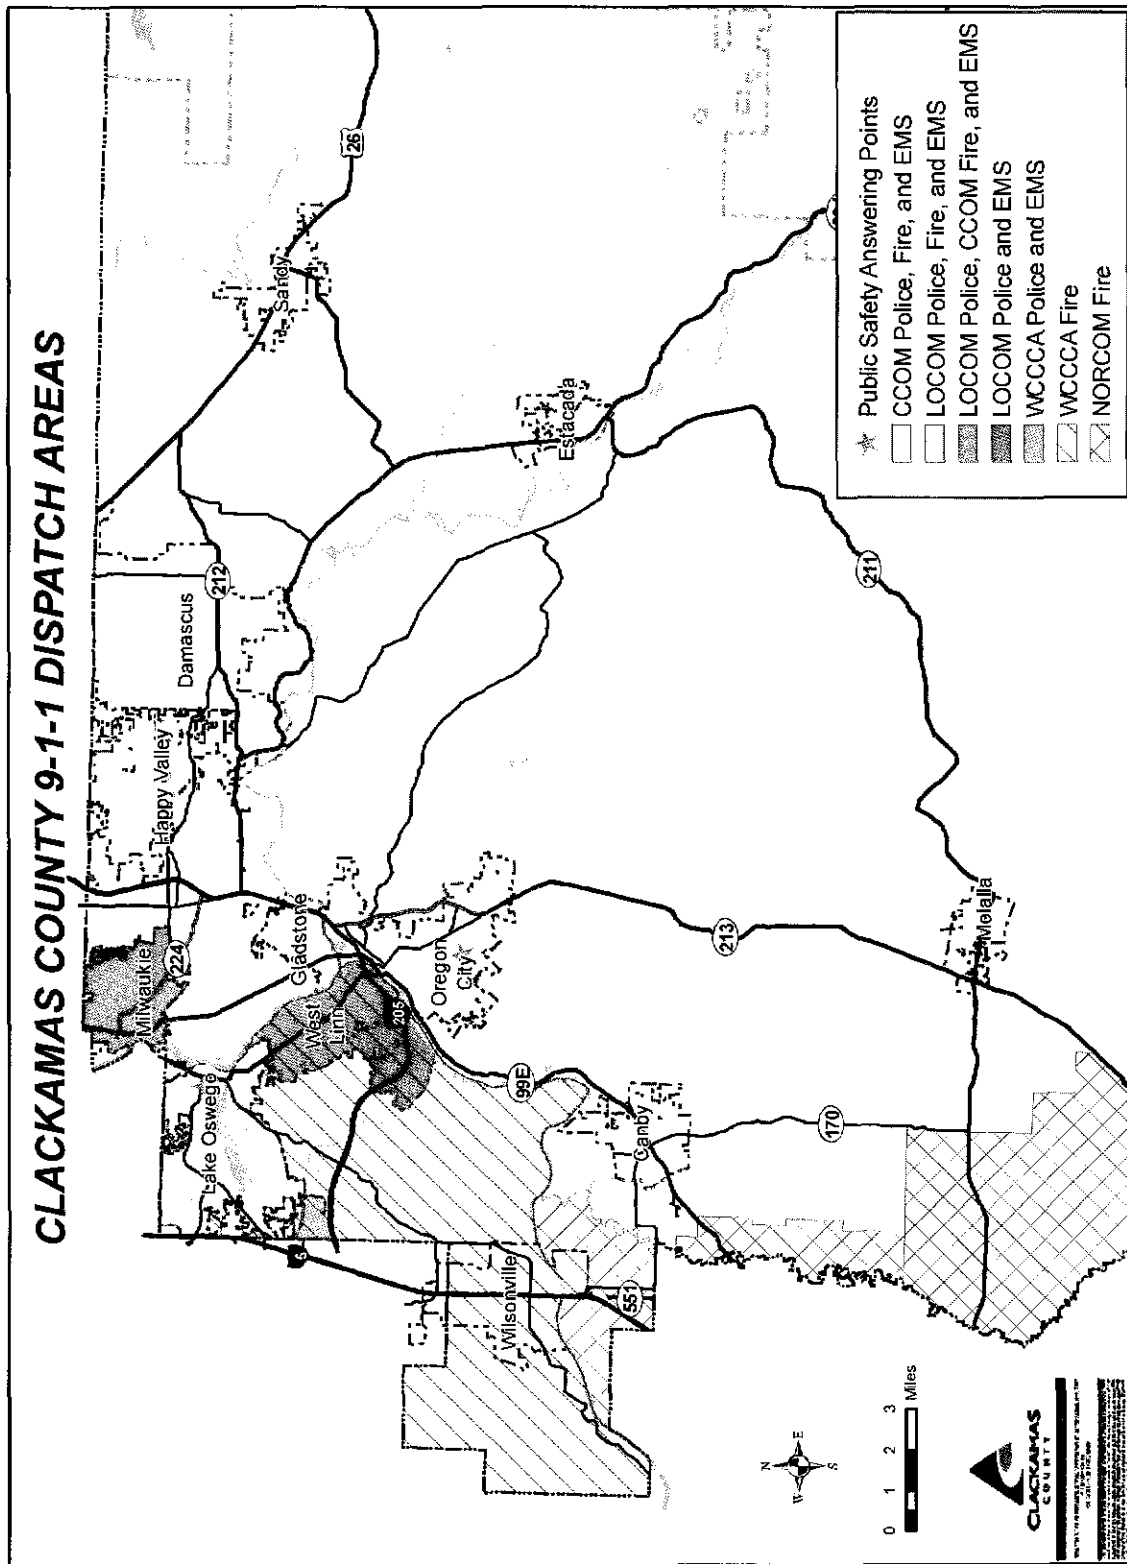 CLACKAMAS COUNTY 9-1-1 DISPATCH AREAS
Milwaukie
224
Happy Valley
Damascus
212
Sandy
26
Lake Oswego
West
Linn
205
Gladstone
Oregon
City
Estacada
Wilsonville
99E
Canby
551
170
213
211
Molalla
Public Safety Answering Points
CCOM Police, Fire, and EMS
LOCOM Police, Fire, and EMS
LOCOM Police, CCOM Fire, and EMS
LOCOM Police and EMS
WCCCA Police and EMS
WCCCA Fire
NORCOM Fire
N
W E
S
0 1 2 3
Miles
CLACKAMAS
COUNTY